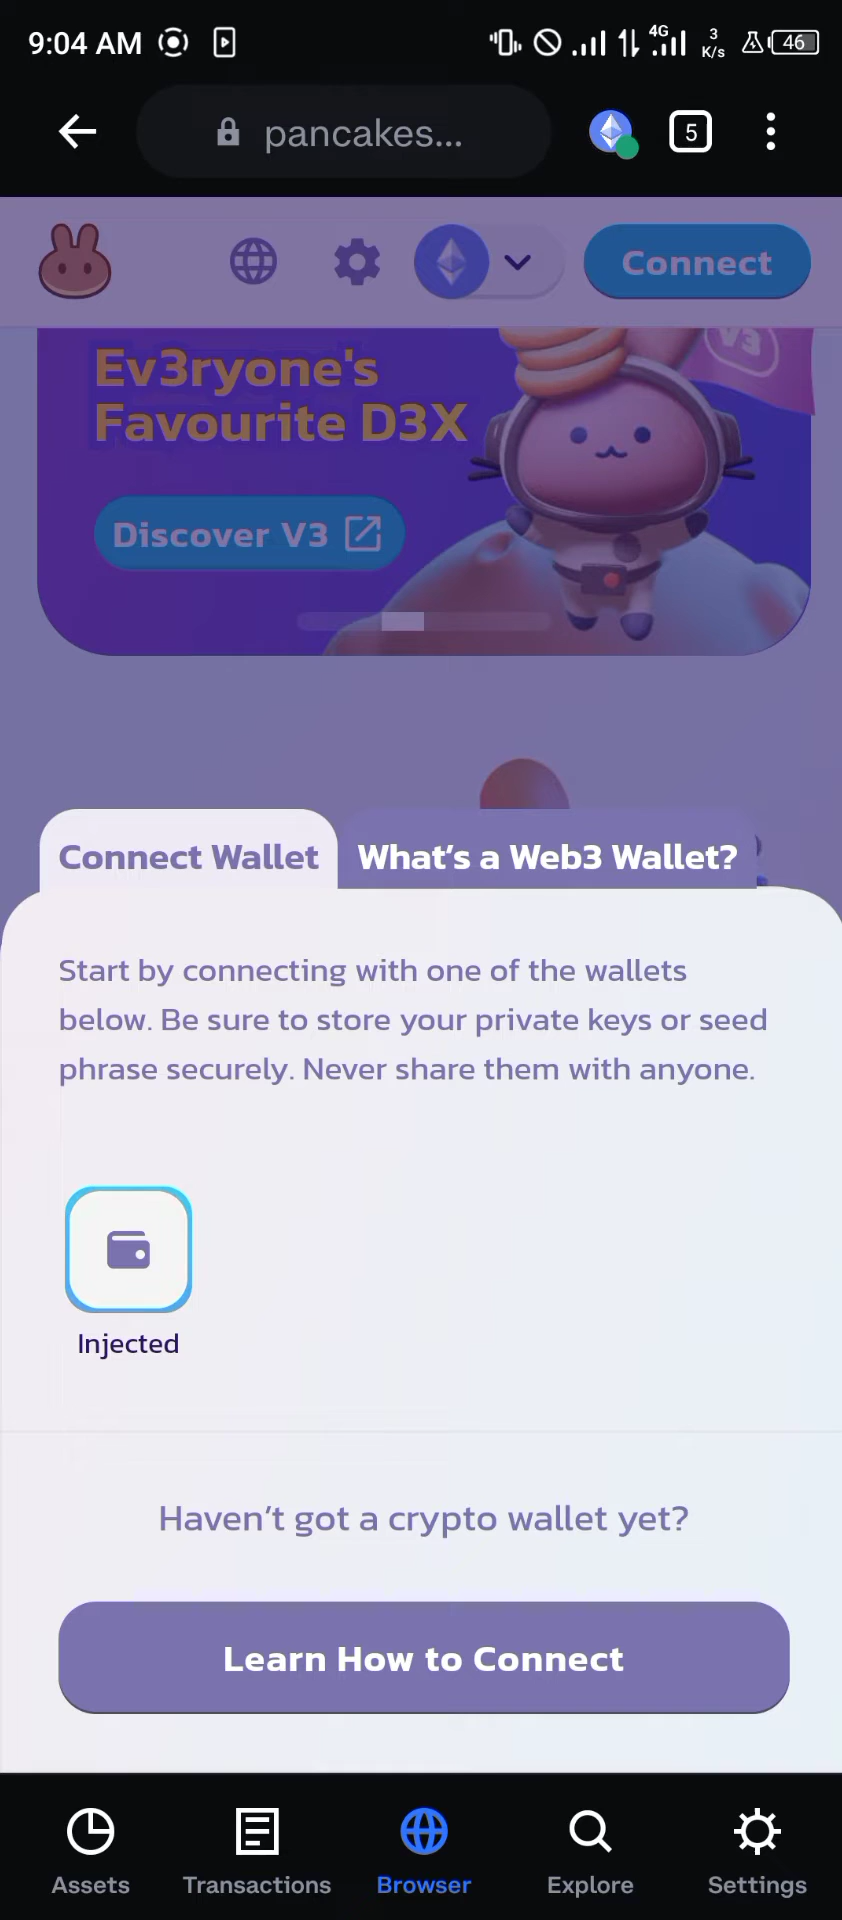 9:04 AM
4G
3
K/s
46
pancakes...
5
Connect
V3
Ev3ryone's
Favourite D3X
Discover V3
Connect Wallet
What's a Web3 Wallet?
Start by connecting with one of the wallets
below. Be sure to store your private keys or seed
phrase securely. Never share them with anyone.
Injected
Haven't got a crypto wallet yet?
Learn How to Connect
Assets
Transactions
Browser
Explore
Settings